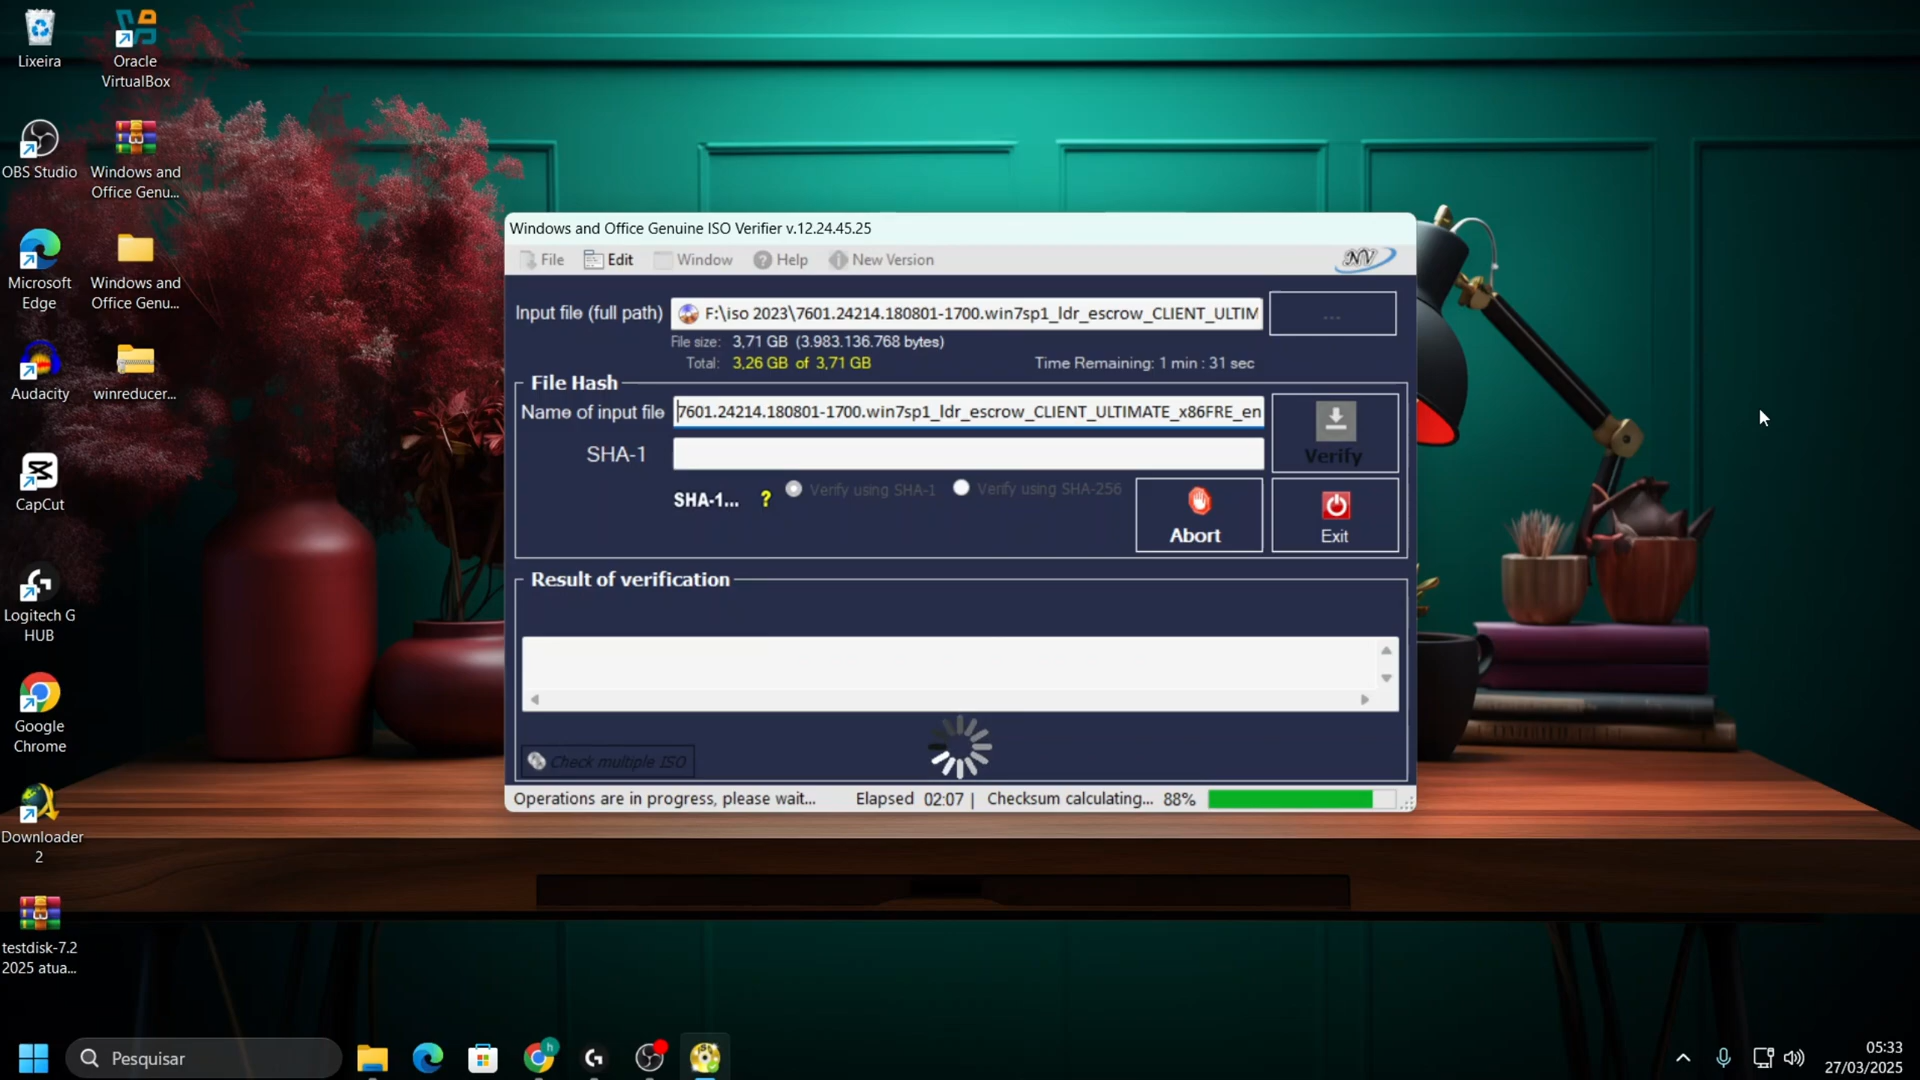 Lixeira
Oracle
VirtualBox
OBS Studio
Windows and
Office Genu...
Microsoft
Edge
Windows and
Office Genu...
Audacity
winreducer...
CapCut
Logitech G
HUB
Google
Chrome
Downloader
2
testdisk-7.2
2025 atua...
Windows and Office Genuine ISO Verifier v.12.24.45.25
File Edit Window Help New Version
NV
Input file (full path) F:\iso 2023\7601.24214.180801-1700.win7sp1_ldr_escrow_CLIENT_ULTIM ...
File size: 3,71 GB (3.983.136.768 bytes)
Total: 3,26 GB of 3,71 GB Time Remaining: 1 min : 31 sec
File Hash
Name of input file 7601.24214.180801-1700.win7sp1_ldr_escrow_CLIENT_ULTIMATE_x86FRE_en
Verify
SHA-1
SHA-1... ? Verify using SHA-1 Verify using SHA-256
Abort Exit
Result of verification
Check multiple ISO
Operations are in progress, please wait... Elapsed 02:07 | Checksum calculating... 88%
Pesquisar
h
05:33
27/03/2025